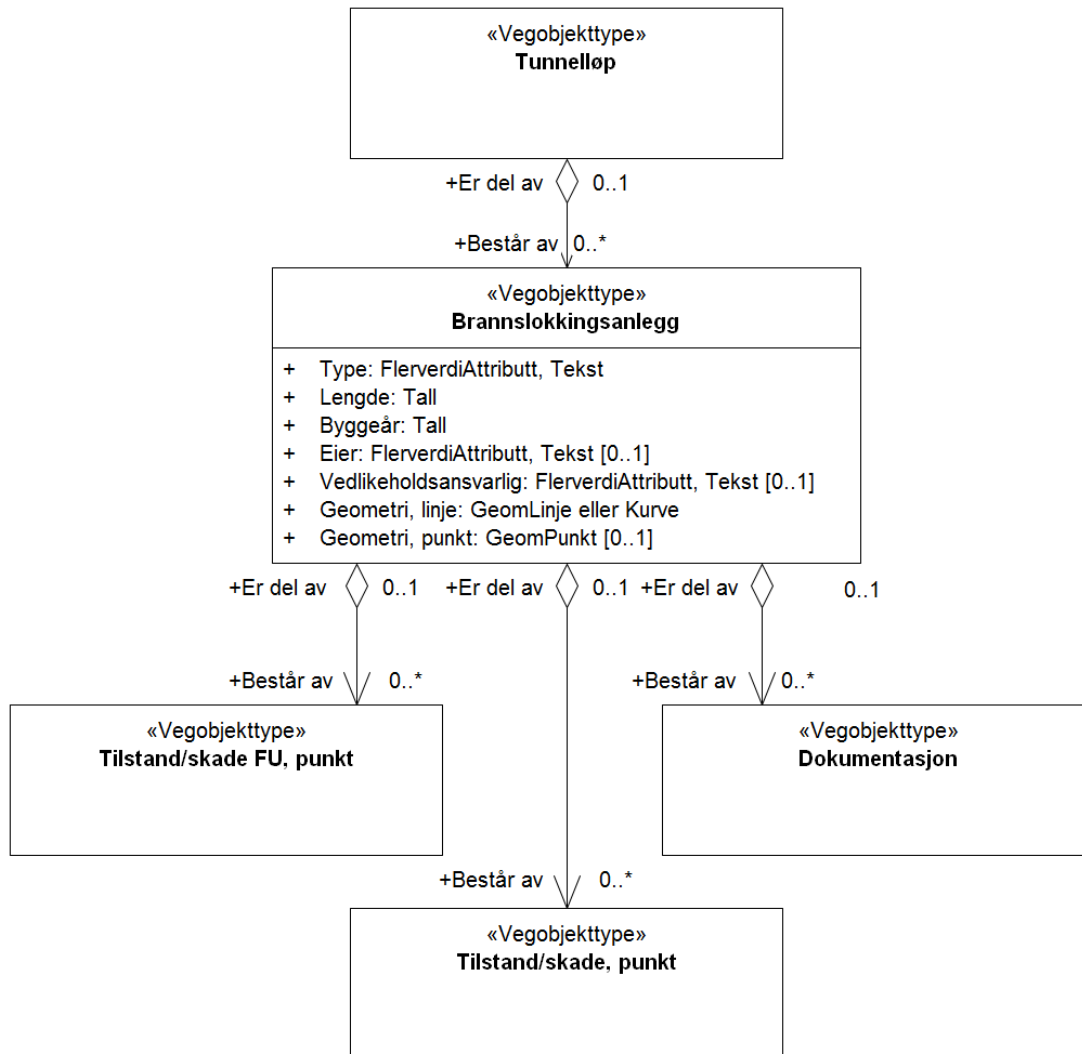 «Vegobjekttype»
Tunnelløp
+Er del av 0..1
+Består av 0..*
«Vegobjekttype»
Brannslokkingsanlegg
+ Type: FlerverdiAttributt, Tekst
+ Lengde: Tall
+ Byggeår: Tall
+ Eier: FlerverdiAttributt, Tekst [0..1]
+ Vedlikeholdsansvarlig: FlerverdiAttributt, Tekst [0..1]
+ Geometri, linje: GeomLinje eller Kurve
+ Geometri, punkt: GeomPunkt [0..1]
+Er del av 0..1 +Er del av 0..1 +Er del av 0..1
+Består av 0..* +Består av 0..*
«Vegobjekttype»
Tilstand/skade FU, punkt
«Vegobjekttype»
Dokumentasjon
+Består av 0..*
«Vegobjekttype»
Tilstand/skade, punkt